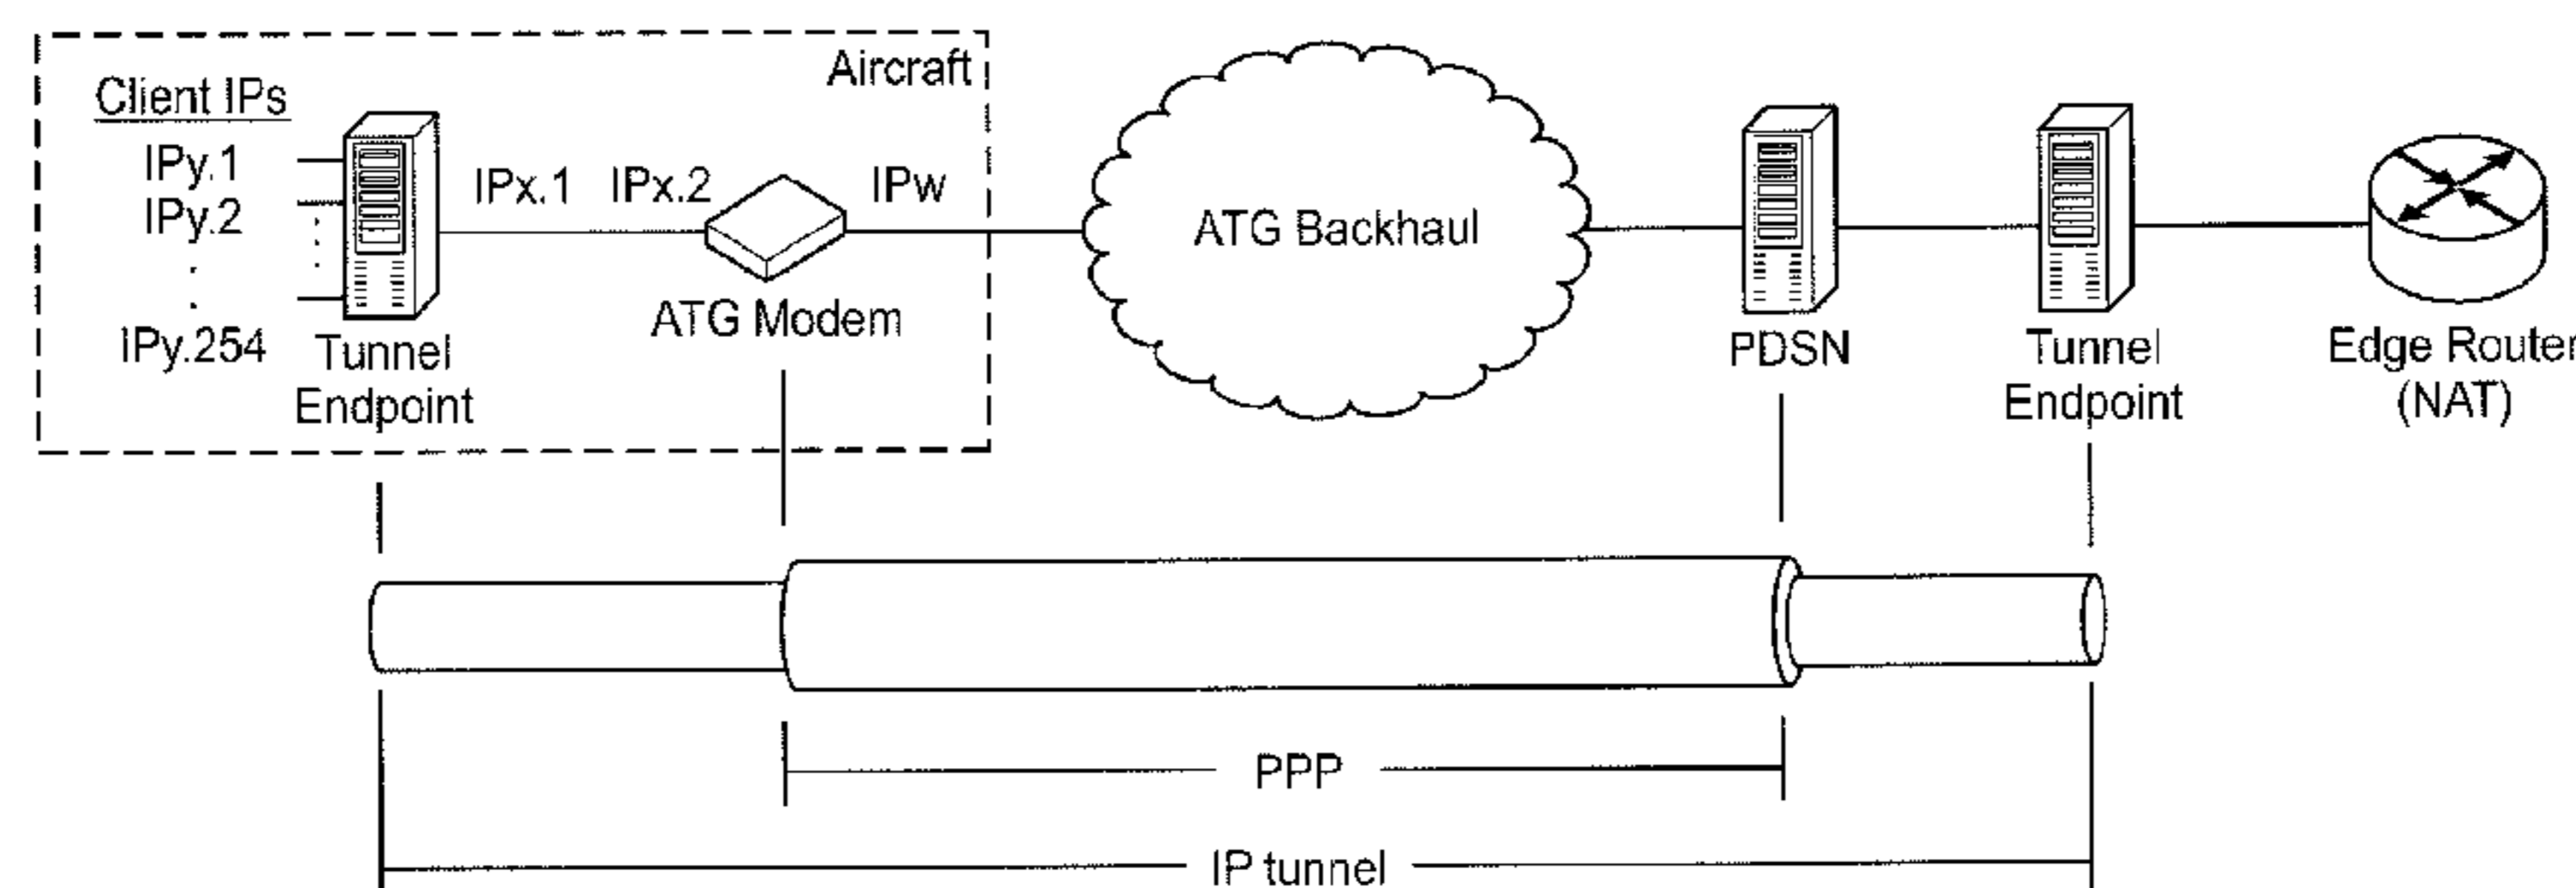 Aircraft
Client IPs
IPy.1
IPy.2
IPy.254
Tunnel
Endpoint
IPx.1
IPx.2
IPw
ATG Modem
ATG Backhaul
PDSN
Tunnel
Endpoint
Edge Router
(NAT)
PPP
IP tunnel